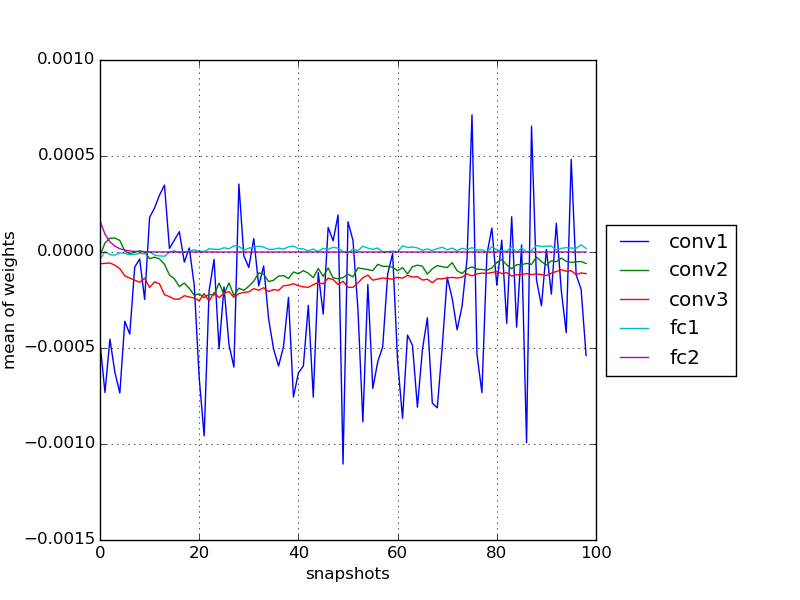 0.0010
0.0005
0.0000
−0.0005
−0.0010
−0.0015
mean of weights
0 20 40 60 80 100
snapshots
conv1
conv2
conv3
fc1
fc2